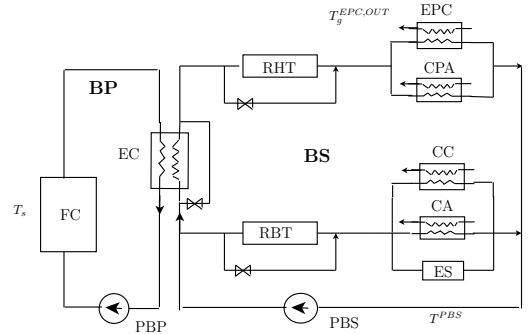 T_g^{EPC,OUT}
EPC
RHT
CPA
BP
EC
BS
CC
CA
T_s
FC
RBT
ES
PBP
PBS
T^{PBS}